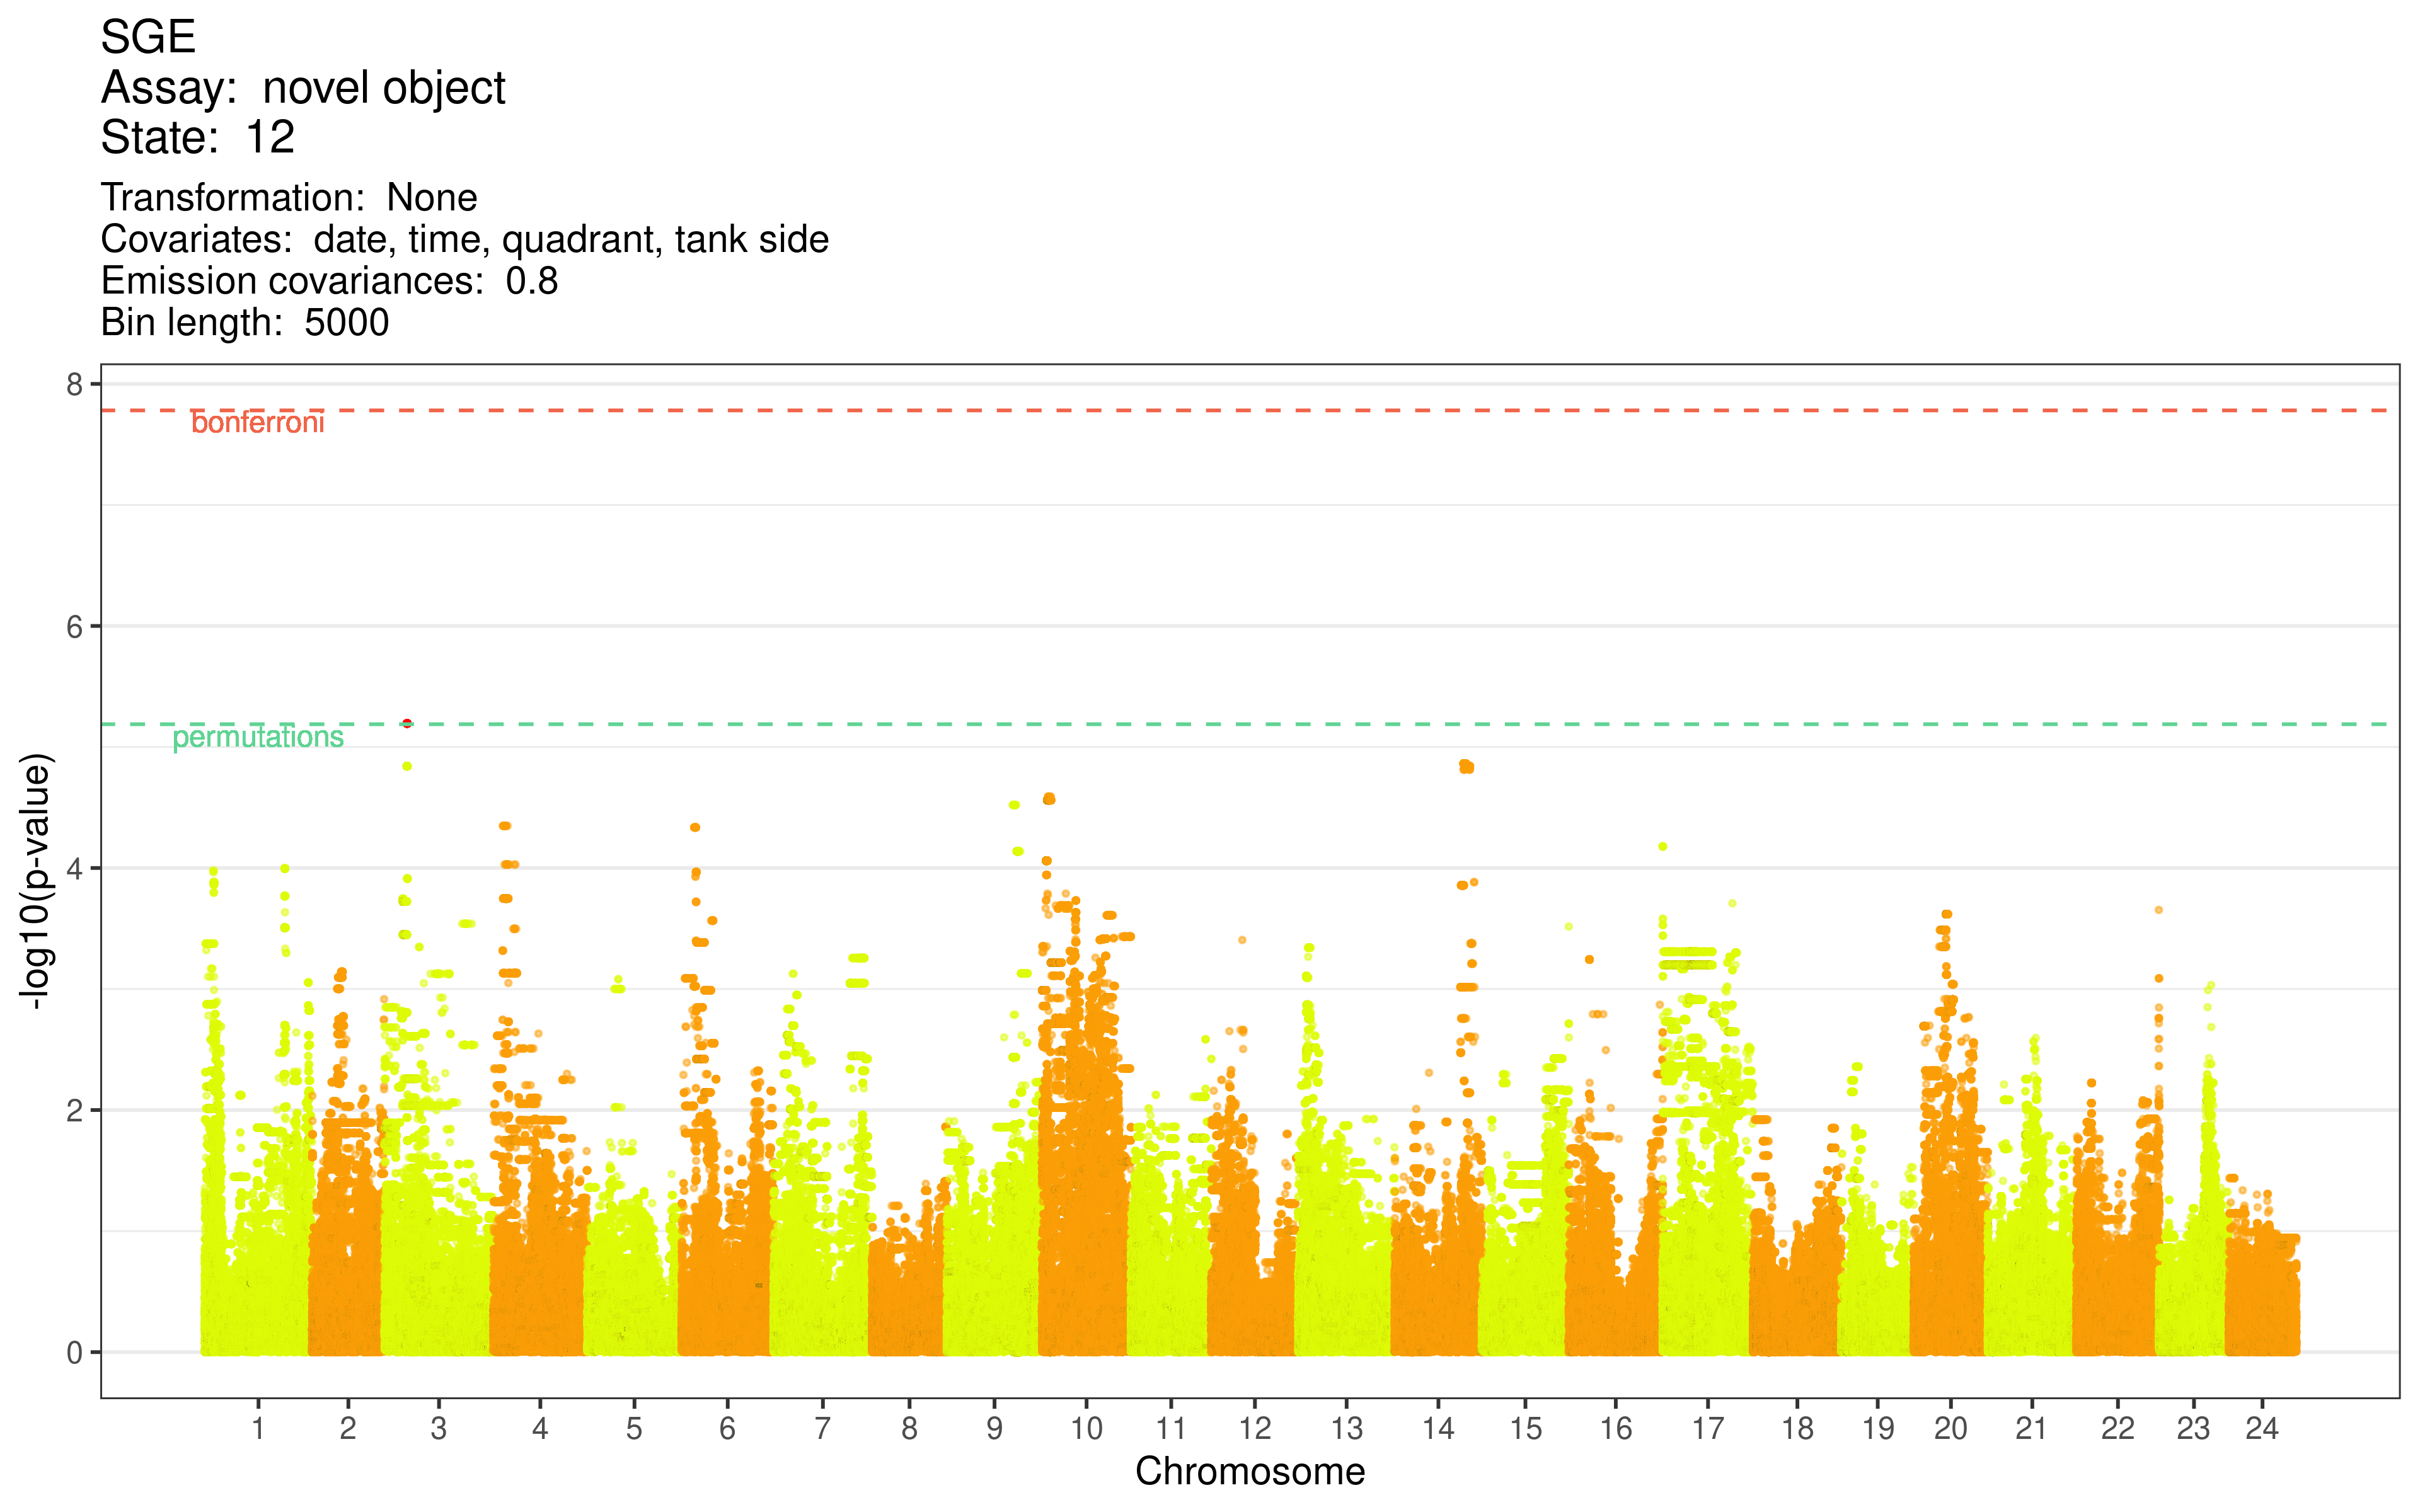 SGE
Assay:  novel object
State:  12
Transformation:  None
Covariates:  date, time, quadrant, tank side
Emission covariances:  0.8
Bin length:  5000
8
bonferroni
6
permutations
4
2
0
-log10(p-value)
1 2 3 4 5 6 7 8 9 10 11 12 13 14 15 16 17 18 19 20 21 22 23 24
Chromosome